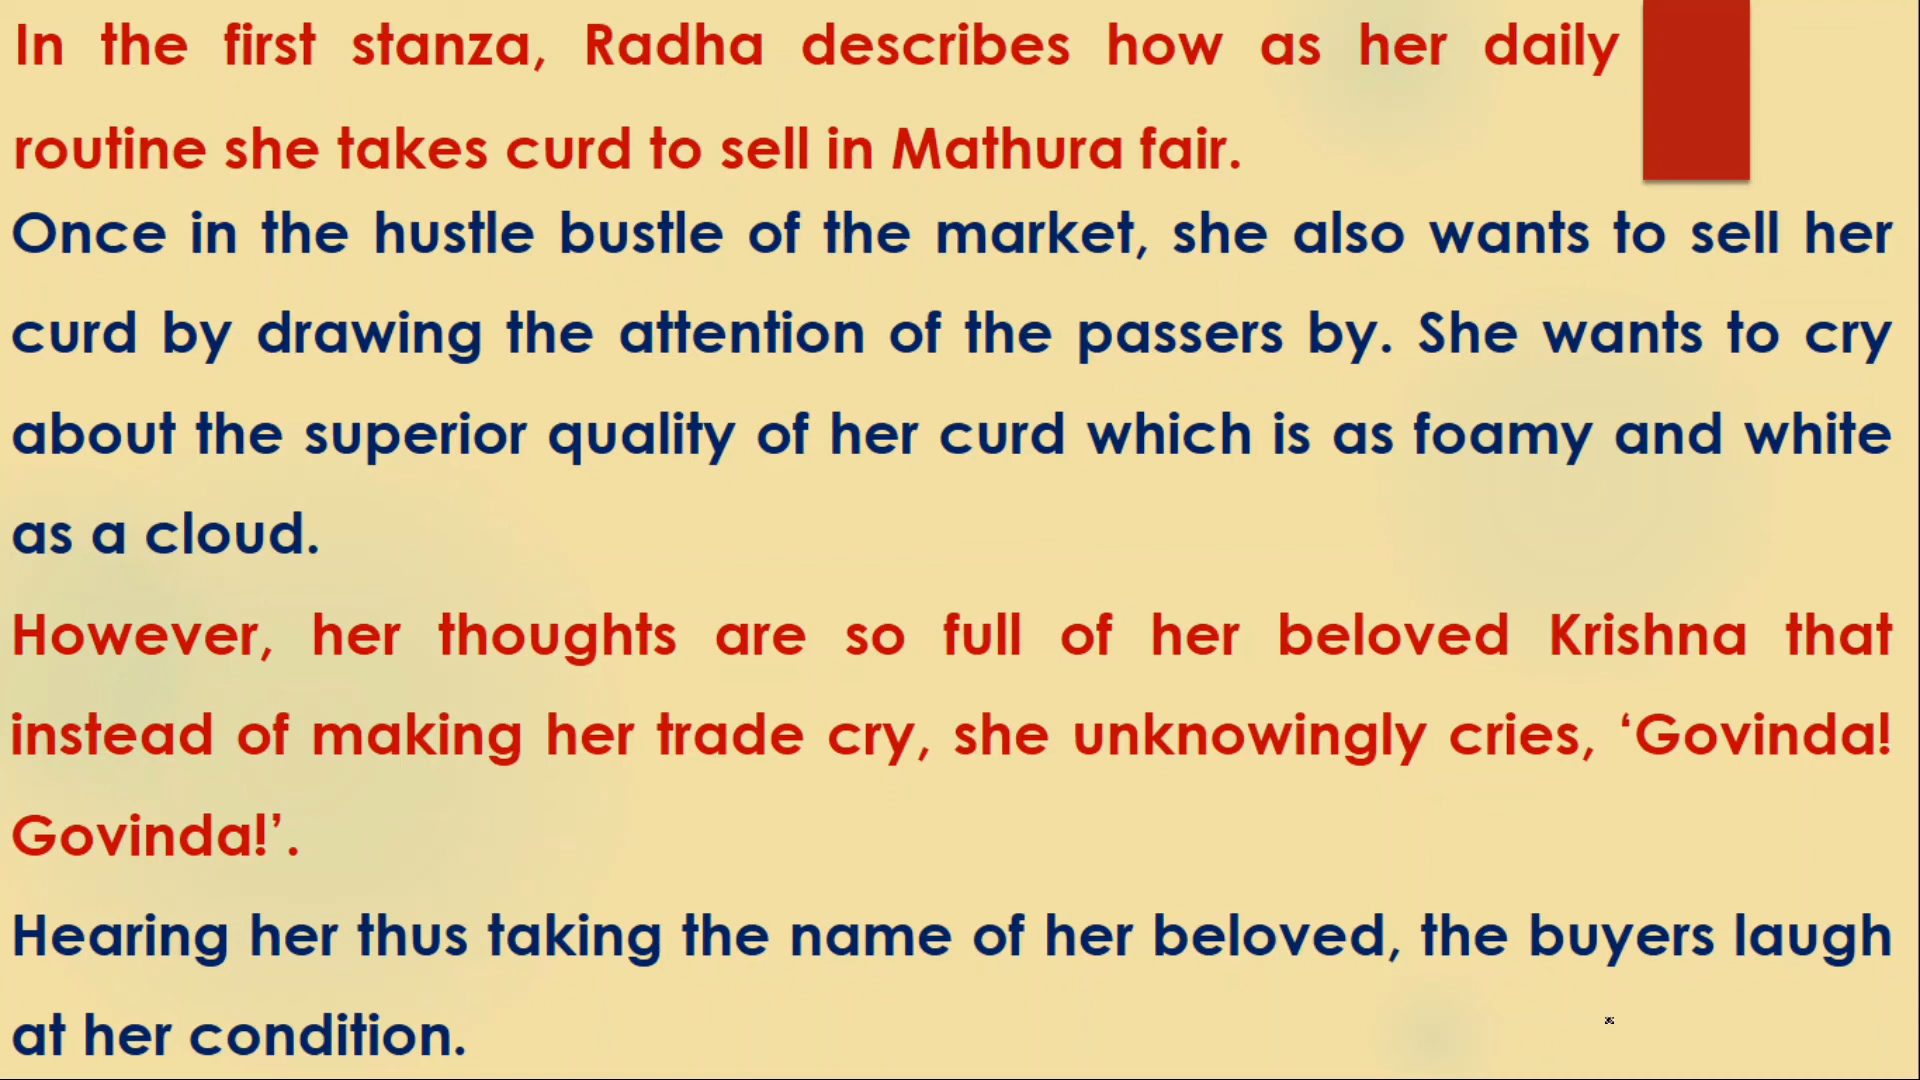 In the first stanza, Radha describes how as her daily
routine she takes curd to sell in Mathura fair.
Once in the hustle bustle of the market, she also wants to sell her
curd by drawing the attention of the passers by. She wants to cry
about the superior quality of her curd which is as foamy and white
as a cloud.
However, her thoughts are so full of her beloved Krishna that
instead of making her trade cry, she unknowingly cries, ‘Govinda!
Govinda!’.
Hearing her thus taking the name of her beloved, the buyers laugh
at her condition.